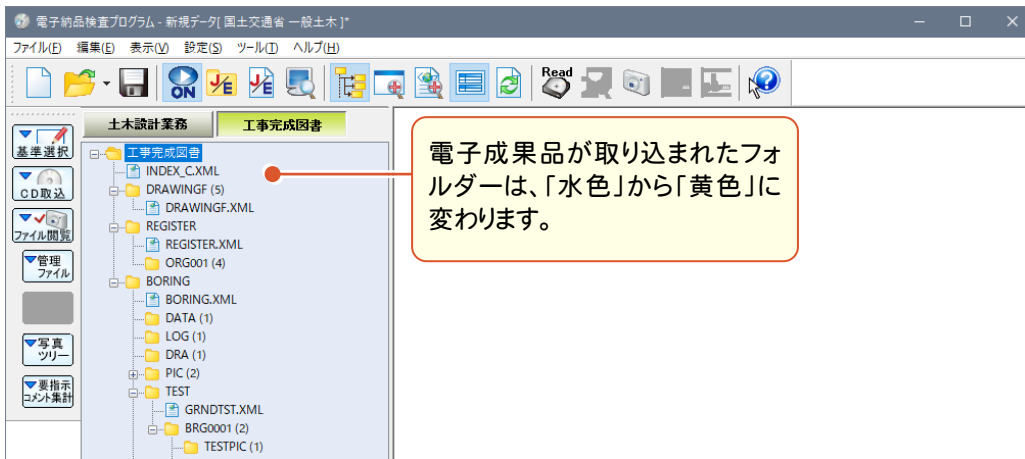 電子納品検査プログラム - 新規データ[ 国土交通省 一般土木 ]*
ファイル(F) 編集(E) 表示(V) 設定(S) ツール(T) ヘルプ(H)
ON J/E J/E Read
土木設計業務 工事完成図書
基準選択
CD取込
ファイル閲覧
管理
ファイル
写真
ツリー
要指示
コメント集計
工事完成図書
INDEX_C.XML
DRAWINGF (5)
DRAWINGF.XML
REGISTER
REGISTER.XML
ORG001 (4)
BORING
BORING.XML
DATA (1)
LOG (1)
DRA (1)
PIC (2)
TEST
GRNDTST.XML
BRG0001 (2)
TESTPIC (1)
電子成果品が取り込まれたフォ
ルダーは、「水色」から「黄色」に
変わります。